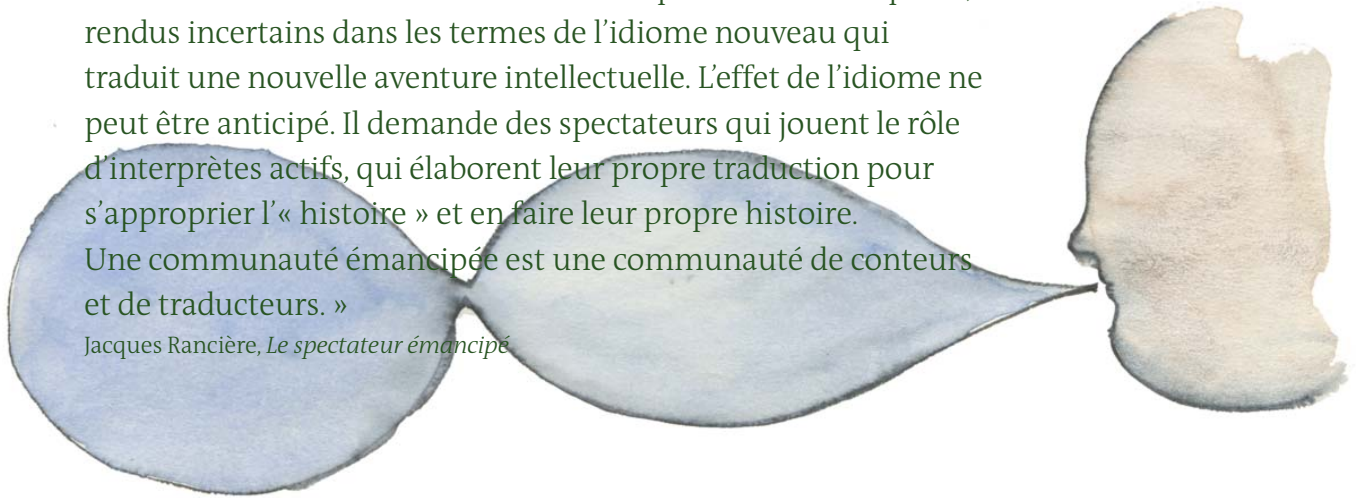 rendus incertains dans les termes de l’idiome nouveau qui
traduit une nouvelle aventure intellectuelle. L’effet de l’idiome ne
peut être anticipé. Il demande des spectateurs qui jouent le rôle
d’interprètes actifs, qui élaborent leur propre traduction pour
s’approprier l’« histoire » et en faire leur propre histoire.
Une communauté émancipée est une communauté de conteurs
et de traducteurs. »
Jacques Rancière, Le spectateur émancipé